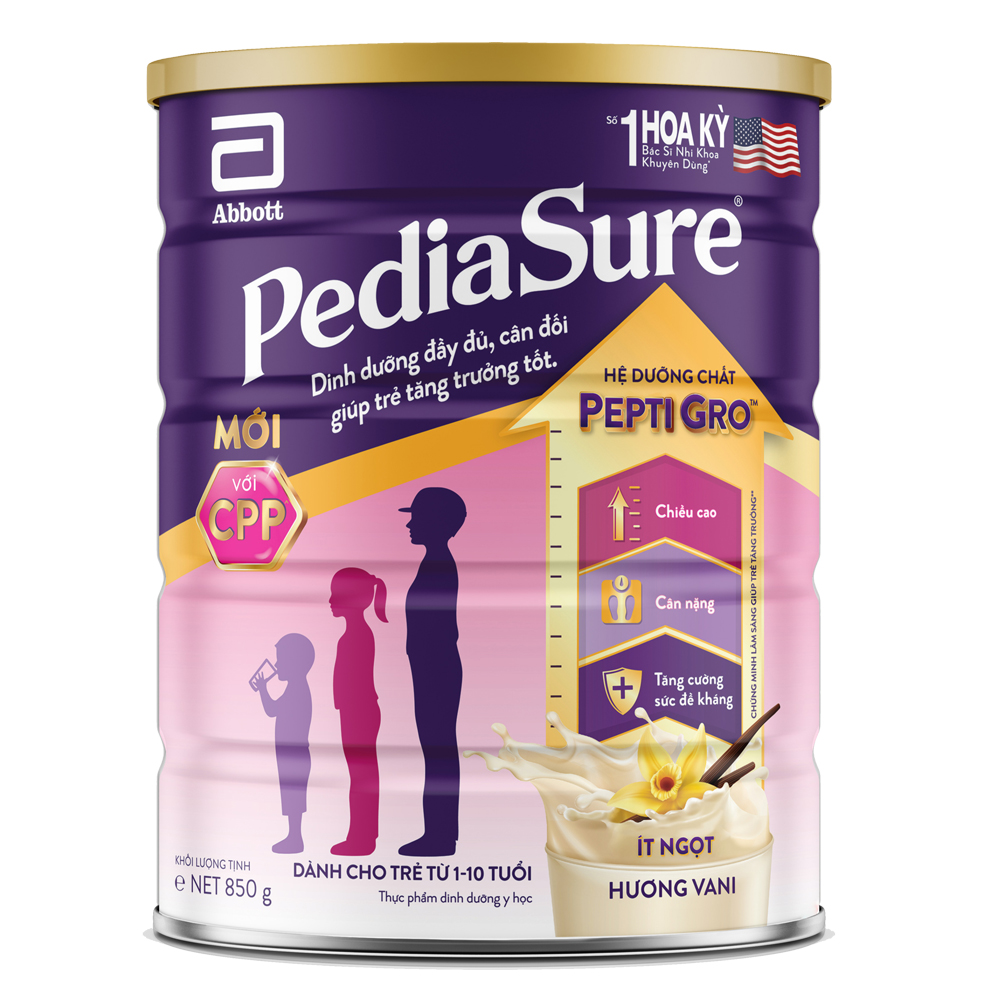 Abbott
Số 1 HOA KỲ
Bác Sĩ Nhi Khoa
Khuyên Dùng*
PediaSure®
Dinh dưỡng đầy đủ, cân đối
giúp trẻ tăng trưởng tốt.
MỚI
với
CPP
HỆ DƯỠNG CHẤT
PEPTIGRO™
Chiều cao
Cân nặng
Tăng cường
sức đề kháng
CHỨNG MINH LÂM SÀNG GIÚP TRẺ TĂNG TRƯỞNG**
ÍT NGỌT
HƯƠNG VANI
DÀNH CHO TRẺ TỪ 1-10 TUỔI
Thực phẩm dinh dưỡng y học
KHỐI LƯỢNG TỊNH
℮ NET 850 g